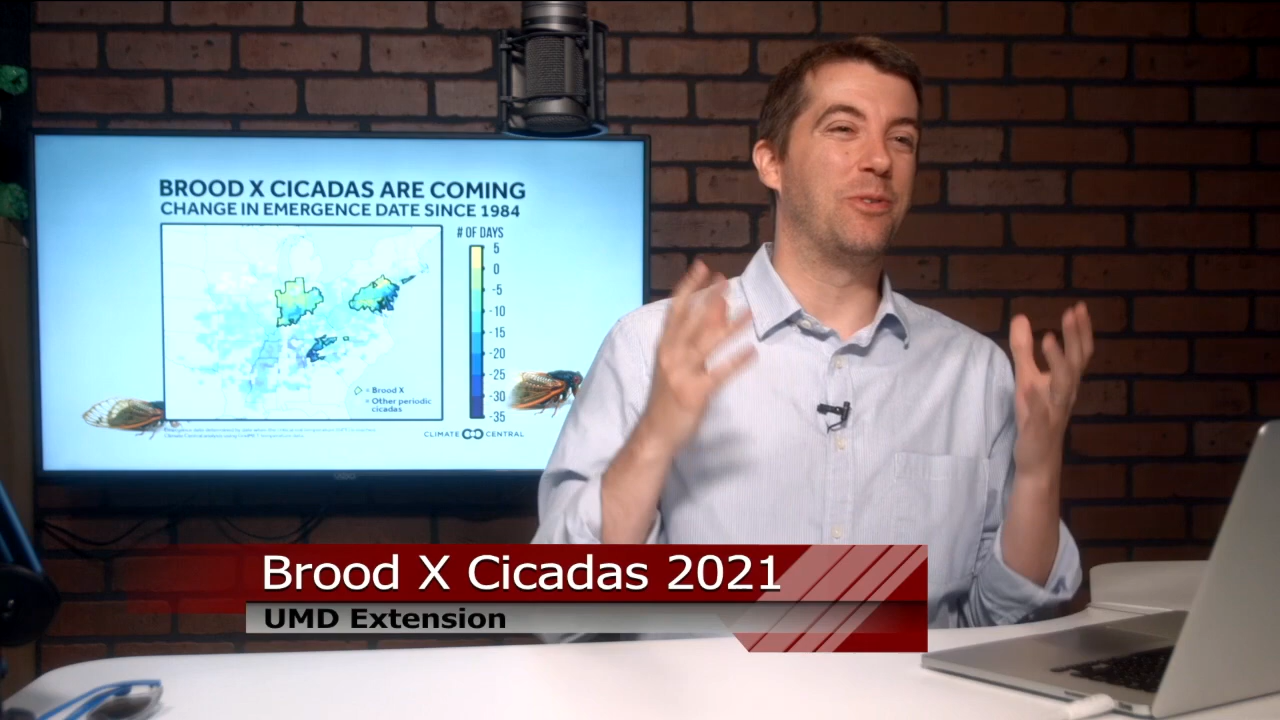 BROOD X CICADAS ARE COMING
CHANGE IN EMERGENCE DATE SINCE 1984
# OF DAYS
5
0
-5
-10
-15
-20
-25
-30
-35
= Brood X
= Other periodic
cicadas
CLIMATE CENTRAL
Brood X Cicadas 2021
UMD Extension